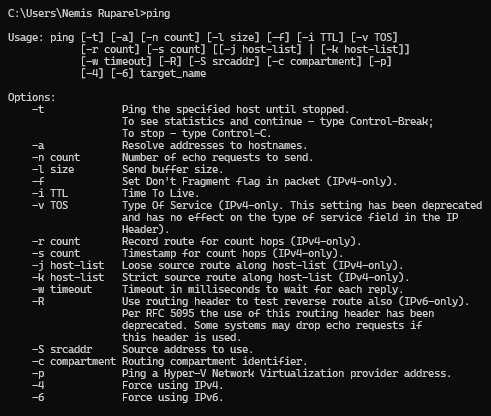 C:\Users\Nemis Ruparel>ping
Usage: ping [-t] [-a] [-n count] [-l size] [-f] [-i TTL] [-v TOS]
[-r count] [-s count] [[-j host-list] | [-k host-list]]
[-w timeout] [-R] [-S srcaddr] [-c compartment] [-p]
[-4] [-6] target_name
Options:
-t Ping the specified host until stopped.
To see statistics and continue - type Control-Break;
To stop - type Control-C.
-a Resolve addresses to hostnames.
-n count Number of echo requests to send.
-l size Send buffer size.
-f Set Don't Fragment flag in packet (IPv4-only).
-i TTL Time To Live.
-v TOS Type Of Service (IPv4-only. This setting has been deprecated
and has no effect on the type of service field in the IP
Header).
-r count Record route for count hops (IPv4-only).
-s count Timestamp for count hops (IPv4-only).
-j host-list Loose source route along host-list (IPv4-only).
-k host-list Strict source route along host-list (IPv4-only).
-w timeout Timeout in milliseconds to wait for each reply.
-R Use routing header to test reverse route also (IPv6-only).
Per RFC 5095 the use of this routing header has been
deprecated. Some systems may drop echo requests if
this header is used.
-S srcaddr Source address to use.
-c compartment Routing compartment identifier.
-p Ping a Hyper-V Network Virtualization provider address.
-4 Force using IPv4.
-6 Force using IPv6.